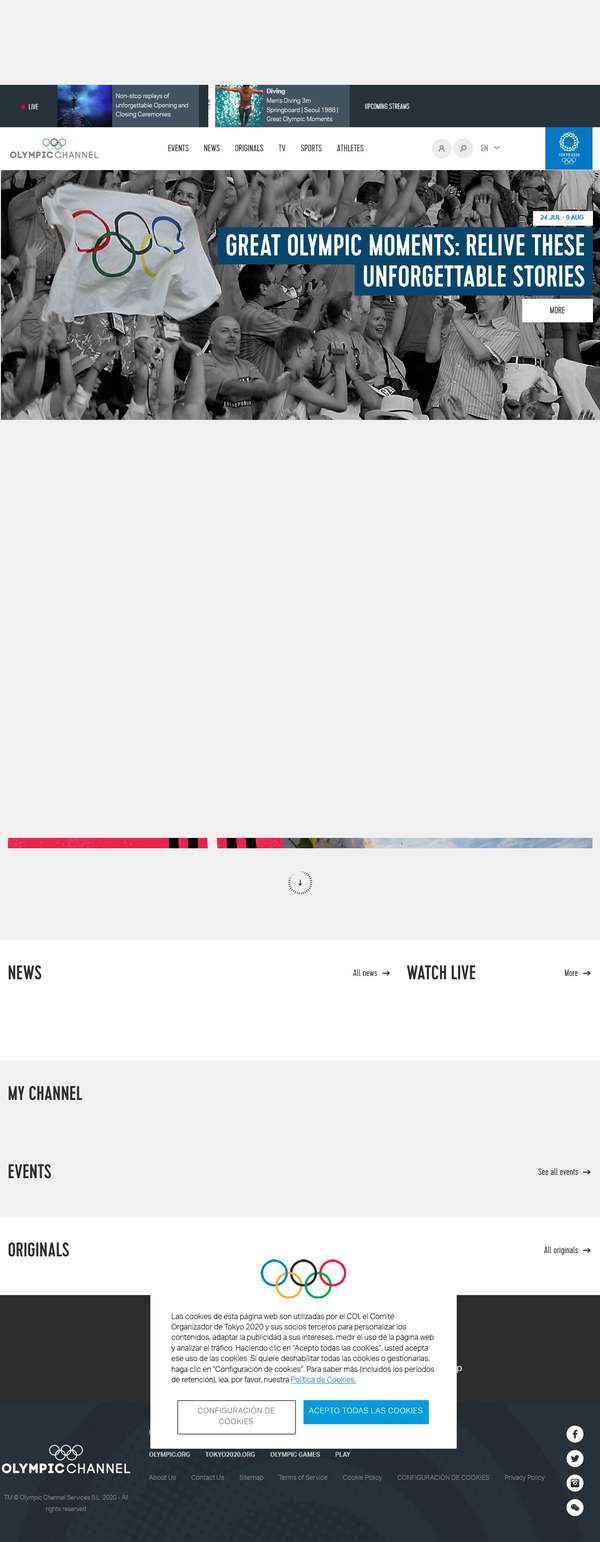 LIVE
Non-stop replays of
unforgettable Opening and
Closing Ceremonies
Diving
Men's Diving 3m
Springboard | Seoul 1988 |
Great Olympic Moments
UPCOMING STREAMS
OLYMPICCHANNEL
EVENTS NEWS ORIGINALS TV SPORTS ATHLETES
EN
TOKYO 2020
24 JUL - 9 AUG
GREAT OLYMPIC MOMENTS: RELIVE THESE
UNFORGETTABLE STORIES
MORE
NEWS
All news
WATCH LIVE
More
MY CHANNEL
EVENTS
See all events
ORIGINALS
All originals
Las cookies de esta página web son utilizadas por el COI, el Comité
Organizador de Tokyo 2020 y sus socios terceros para personalizar los
contenidos, adaptar la publicidad a sus intereses, medir el uso de la página web
y analizar el tráfico. Haciendo clic en "Acepto todas las cookies", usted acepta
ese uso de las cookies. Si quiere deshabilitar todas las cookies o gestionarlas,
haga clic en "Configuración de cookies". Para saber más (incluidos los períodos
de retención), lea, por favor, nuestra Política de Cookies.
CONFIGURACIÓN DE
COOKIES
ACEPTO TODAS LAS COOKIES
OLYMPIC.ORG TOKYO2020.ORG OLYMPIC GAMES PLAY
OLYMPICCHANNEL
About Us Contact Us Sitemap Terms of Service Cookie Policy CONFIGURACIÓN DE COOKIES Privacy Policy
TM © Olympic Channel Services S.L. 2020 - All
rights reserved